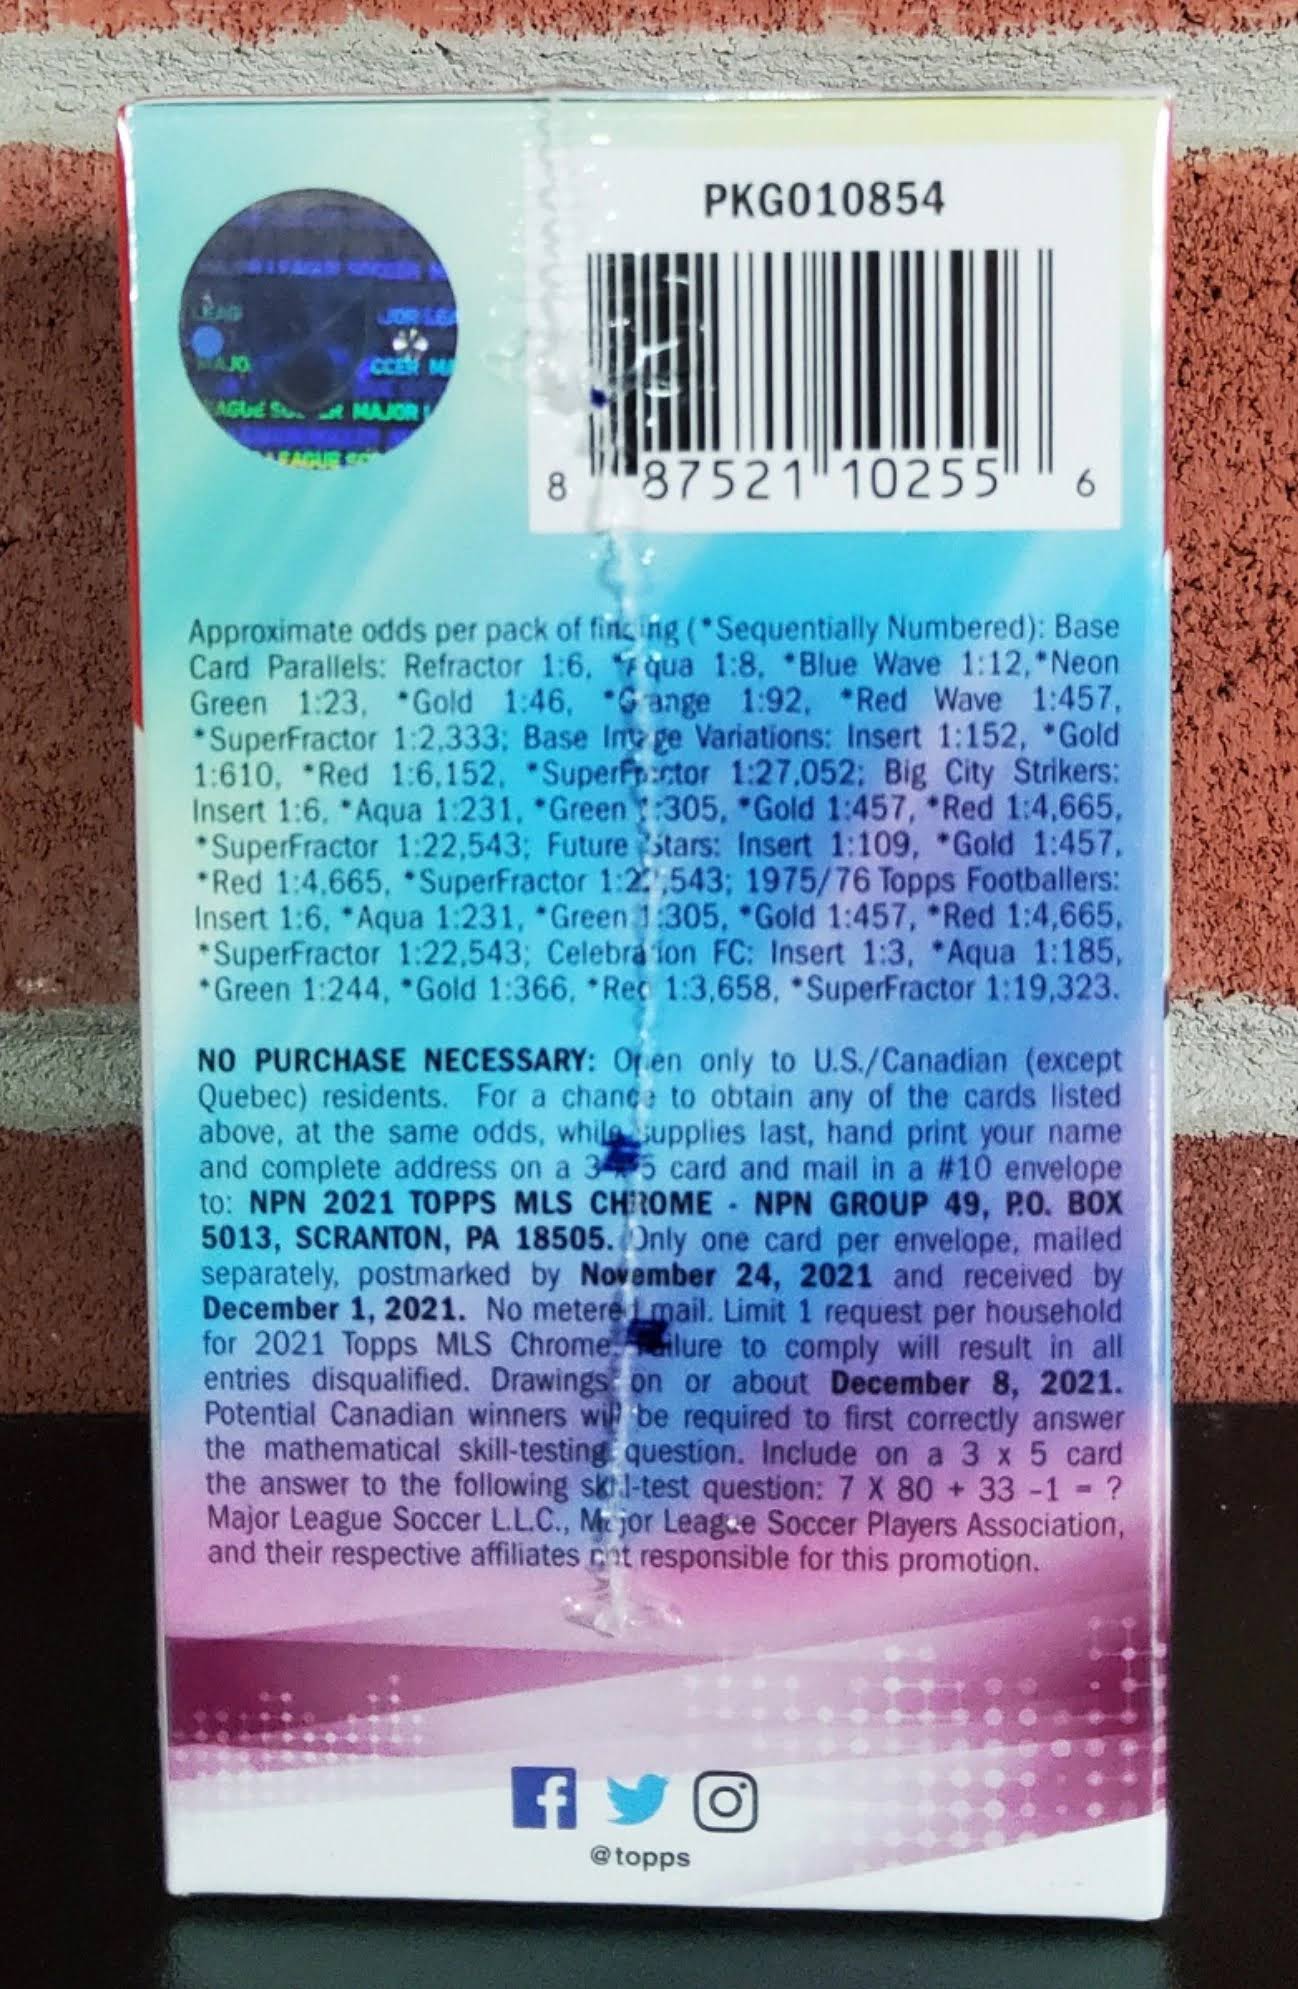 PKG010854
OR LEAGUE SOCCER M
LEAG JOR LEA
MAJO CCER MA
AGUE SO ER MAJOR L
LEAGUE SOC
8 87521 10255 6
Approximate odds per pack of finding (*Sequentially Numbered): Base
Card Parallels: Refractor 1:6, *Aqua 1:8, *Blue Wave 1:12,*Neon
Green 1:23, *Gold 1:46, *Orange 1:92, *Red Wave 1:457,
*SuperFractor 1:2,333; Base Image Variations: Insert 1:152, *Gold
1:610, *Red 1:6,152, *SuperFractor 1:27,052; Big City Strikers:
Insert 1:6, *Aqua 1:231, *Green 1:305, *Gold 1:457, *Red 1:4,665,
*SuperFractor 1:22,543; Future Stars: Insert 1:109, *Gold 1:457,
*Red 1:4,665, *SuperFractor 1:22,543; 1975/76 Topps Footballers:
Insert 1:6, *Aqua 1:231, *Green 1:305, *Gold 1:457, *Red 1:4,665,
*SuperFractor 1:22,543; Celebration FC: Insert 1:3, *Aqua 1:185,
*Green 1:244, *Gold 1:366, *Red 1:3,658, *SuperFractor 1:19,323.
NO PURCHASE NECESSARY: Open only to U.S./Canadian (except
Quebec) residents. For a chance to obtain any of the cards listed
above, at the same odds, while supplies last, hand print your name
and complete address on a 3 x 5 card and mail in a #10 envelope
to: NPN 2021 TOPPS MLS CHROME - NPN GROUP 49, P.O. BOX
5013, SCRANTON, PA 18505. Only one card per envelope, mailed
separately, postmarked by November 24, 2021 and received by
December 1, 2021. No metered mail. Limit 1 request per household
for 2021 Topps MLS Chrome. Failure to comply will result in all
entries disqualified. Drawings on or about December 8, 2021.
Potential Canadian winners will be required to first correctly answer
the mathematical skill-testing question. Include on a 3 x 5 card
the answer to the following skill-test question: 7 X 80 + 33 -1 = ?
Major League Soccer L.L.C., Major League Soccer Players Association,
and their respective affiliates not responsible for this promotion.
@topps